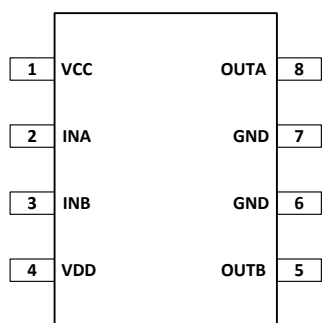 1 VCC OUTA 8
2 INA GND 7
3 INB GND 6
4 VDD OUTB 5